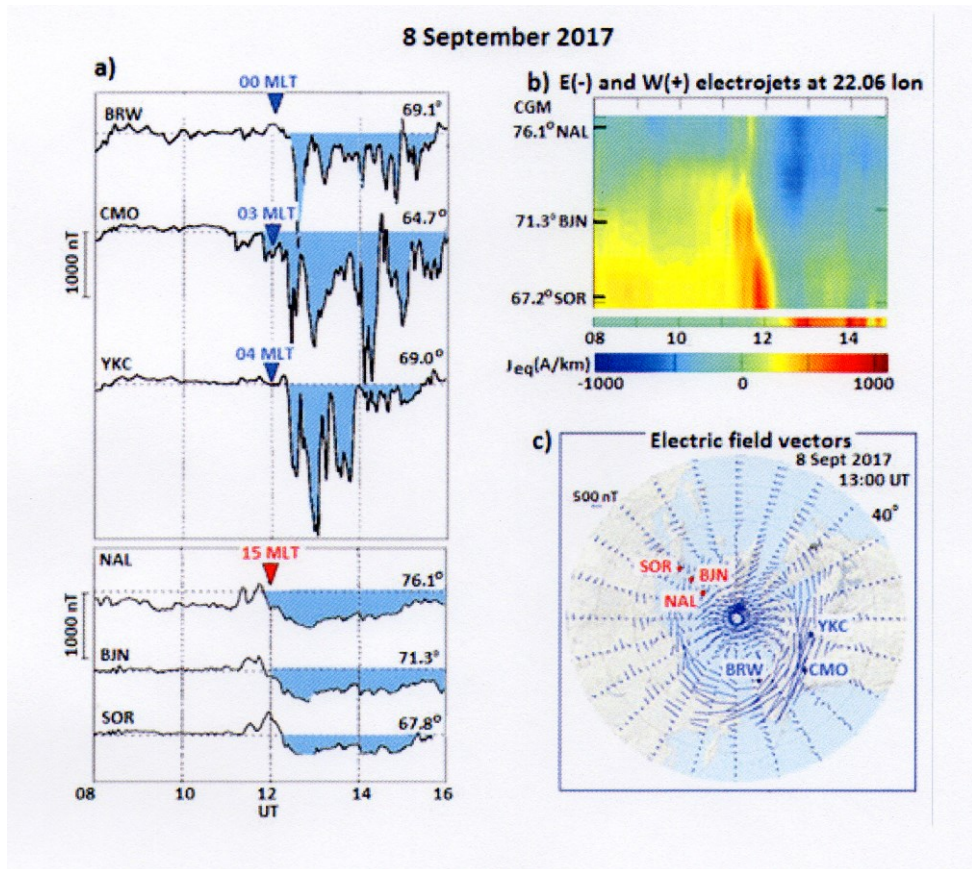 8 September 2017
a)
00 MLT
BRW
69.1°
CMO
03 MLT
64.7°
1000 nT
YKC
04 MLT
69.0°
NAL
15 MLT
76.1°
1000 nT
BJN
71.3°
SOR
67.8°
08 10 12 14 16
UT
b) E(-) and W(+) electrojets at 22.06 lon
CGM
76.1° NAL
71.3° BJN
67.2° SOR
08 10 12 14
Jeq(A/km)
-1000 0 1000
c) Electric field vectors
8 Sept 2017
13:00 UT
500 nT
40°
SOR
BJN
NAL
YKC
BRW
CMO